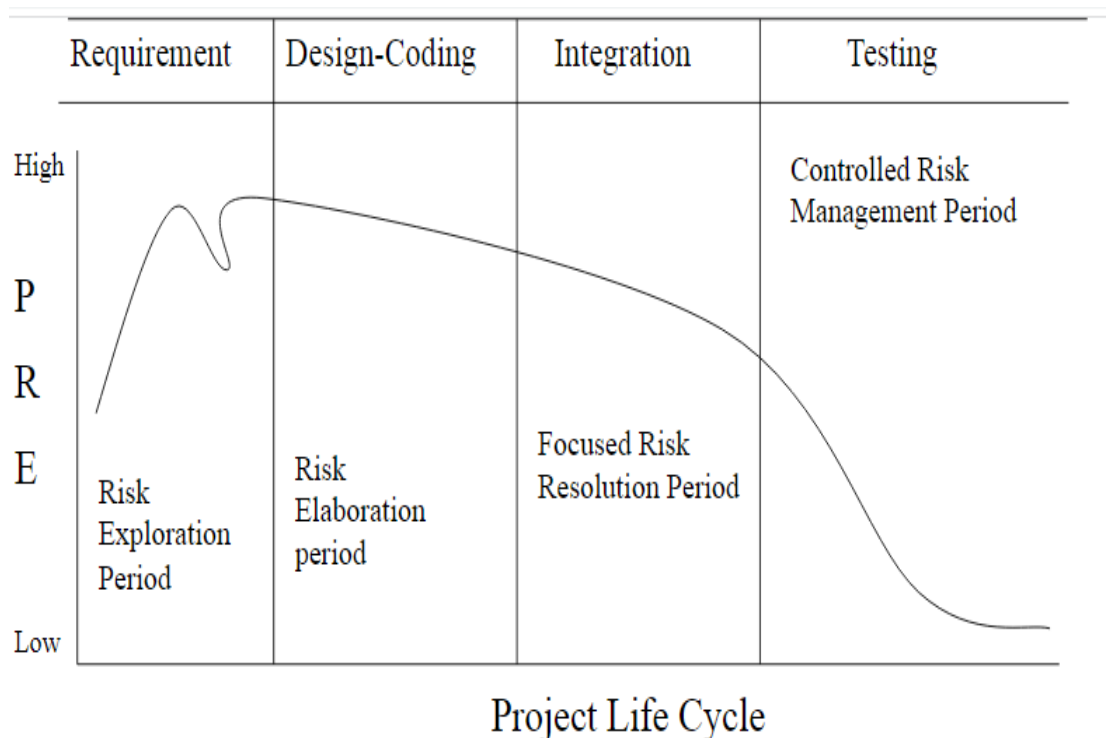 Requirement
Design-Coding
Integration
Testing
High
Controlled Risk
Management Period
P
R
E
Focused Risk
Resolution Period
Risk
Elaboration
period
Risk
Exploration
Period
Low
Project Life Cycle